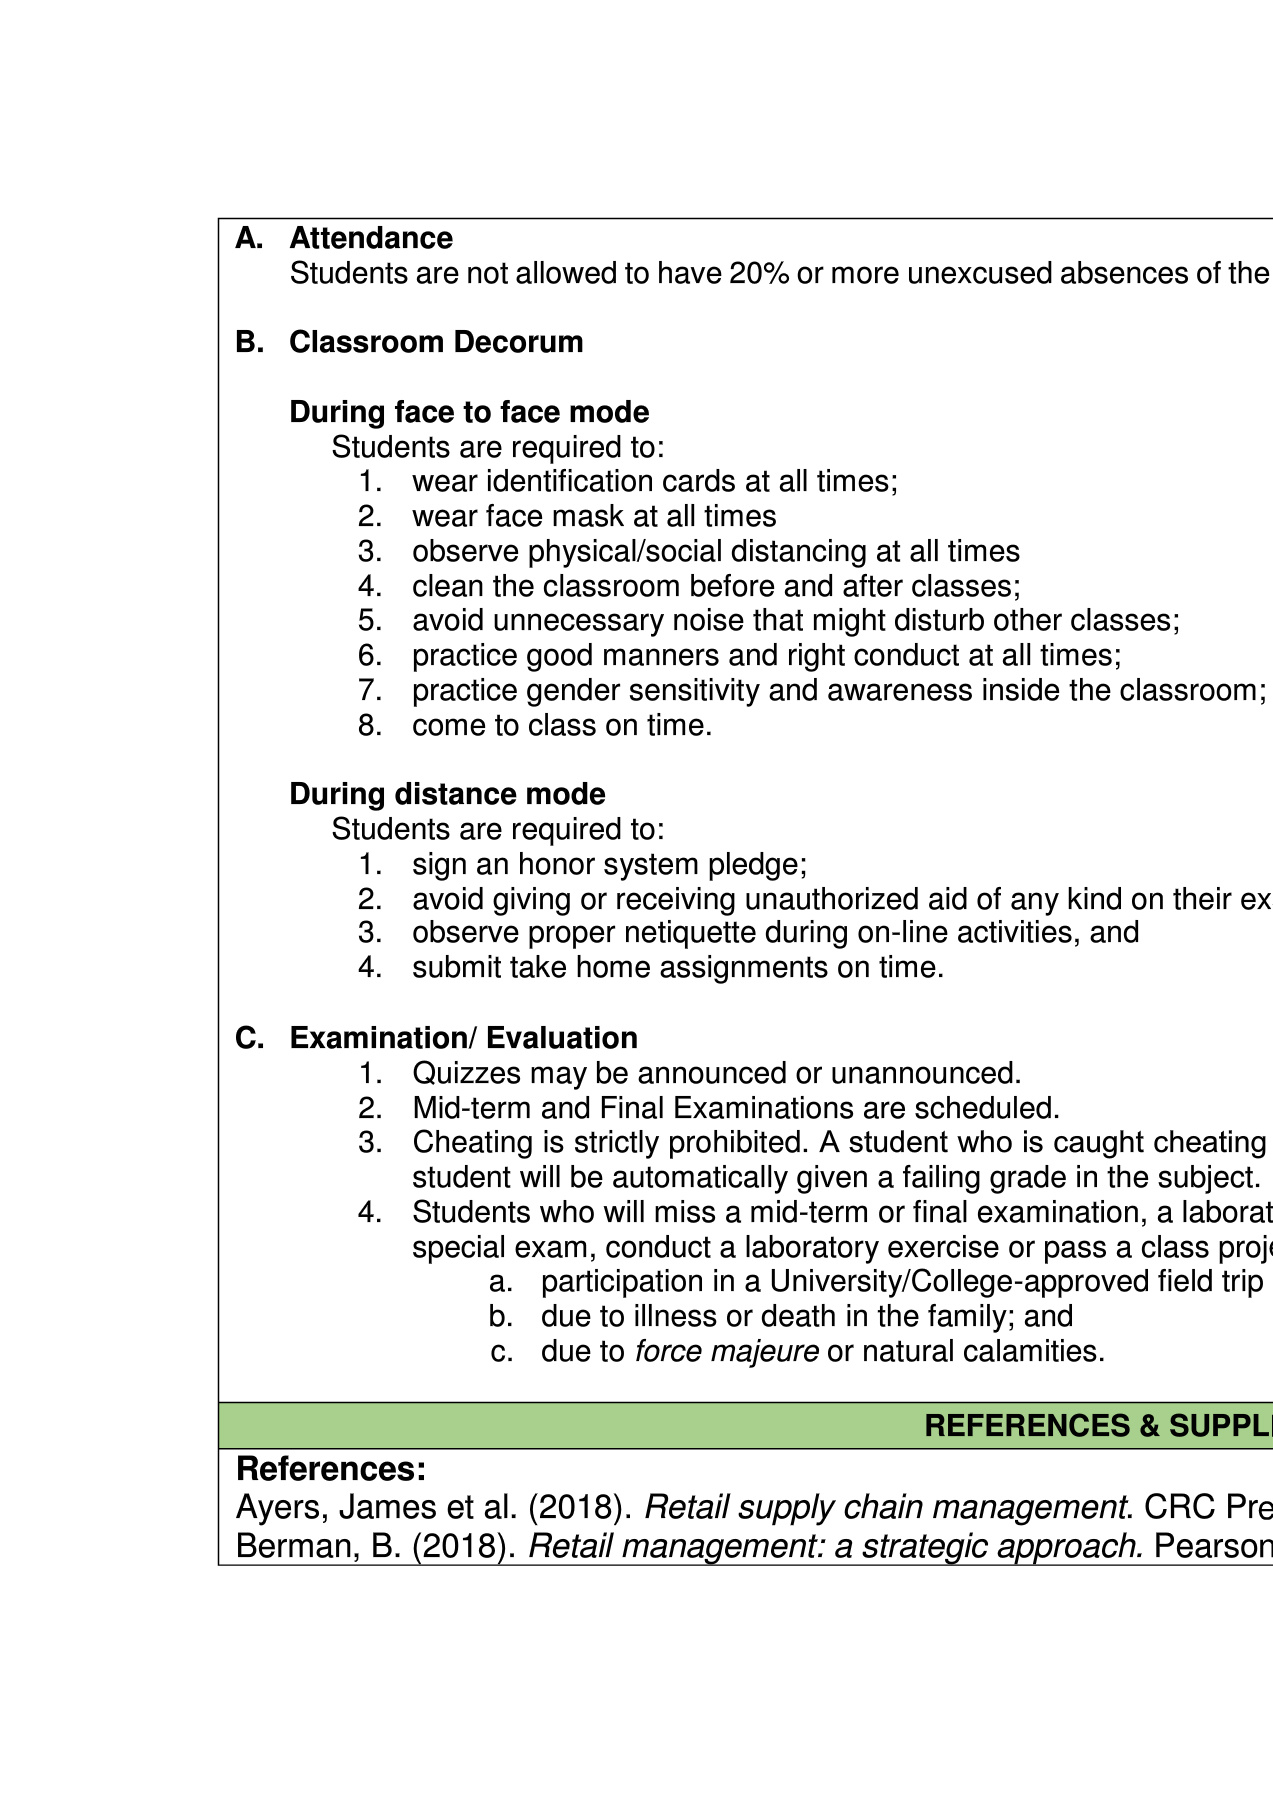 A. Attendance
Students are not allowed to have 20% or more unexcused absences of the
B. Classroom Decorum
During face to face mode
Students are required to:
1. wear identification cards at all times;
2. wear face mask at all times
3. observe physical/social distancing at all times
4. clean the classroom before and after classes;
5. avoid unnecessary noise that might disturb other classes;
6. practice good manners and right conduct at all times;
7. practice gender sensitivity and awareness inside the classroom;
8. come to class on time.
During distance mode
Students are required to:
1. sign an honor system pledge;
2. avoid giving or receiving unauthorized aid of any kind on their ex
3. observe proper netiquette during on-line activities, and
4. submit take home assignments on time.
C. Examination/ Evaluation
1. Quizzes may be announced or unannounced.
2. Mid-term and Final Examinations are scheduled.
3. Cheating is strictly prohibited. A student who is caught cheating
student will be automatically given a failing grade in the subject.
4. Students who will miss a mid-term or final examination, a laborat
special exam, conduct a laboratory exercise or pass a class proje
a. participation in a University/College-approved field trip
b. due to illness or death in the family; and
c. due to force majeure or natural calamities.
REFERENCES & SUPPL
References:
Ayers, James et al. (2018). Retail supply chain management. CRC Pre
Berman, B. (2018). Retail management: a strategic approach. Pearson